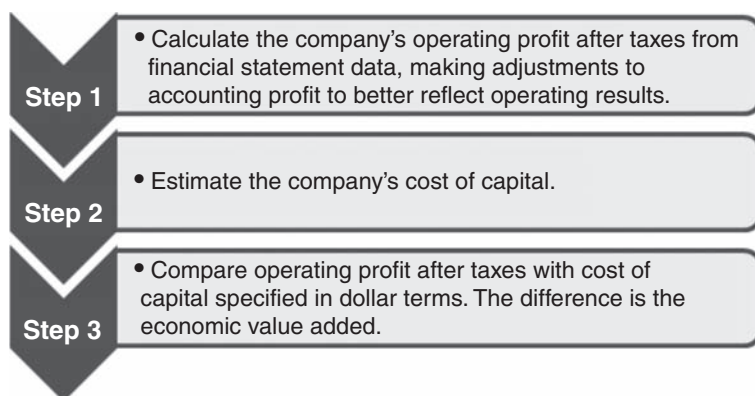 Step 1
• Calculate the company’s operating profit after taxes from
financial statement data, making adjustments to
accounting profit to better reflect operating results.
Step 2
• Estimate the company’s cost of capital.
Step 3
• Compare operating profit after taxes with cost of
capital specified in dollar terms. The difference is the
economic value added.